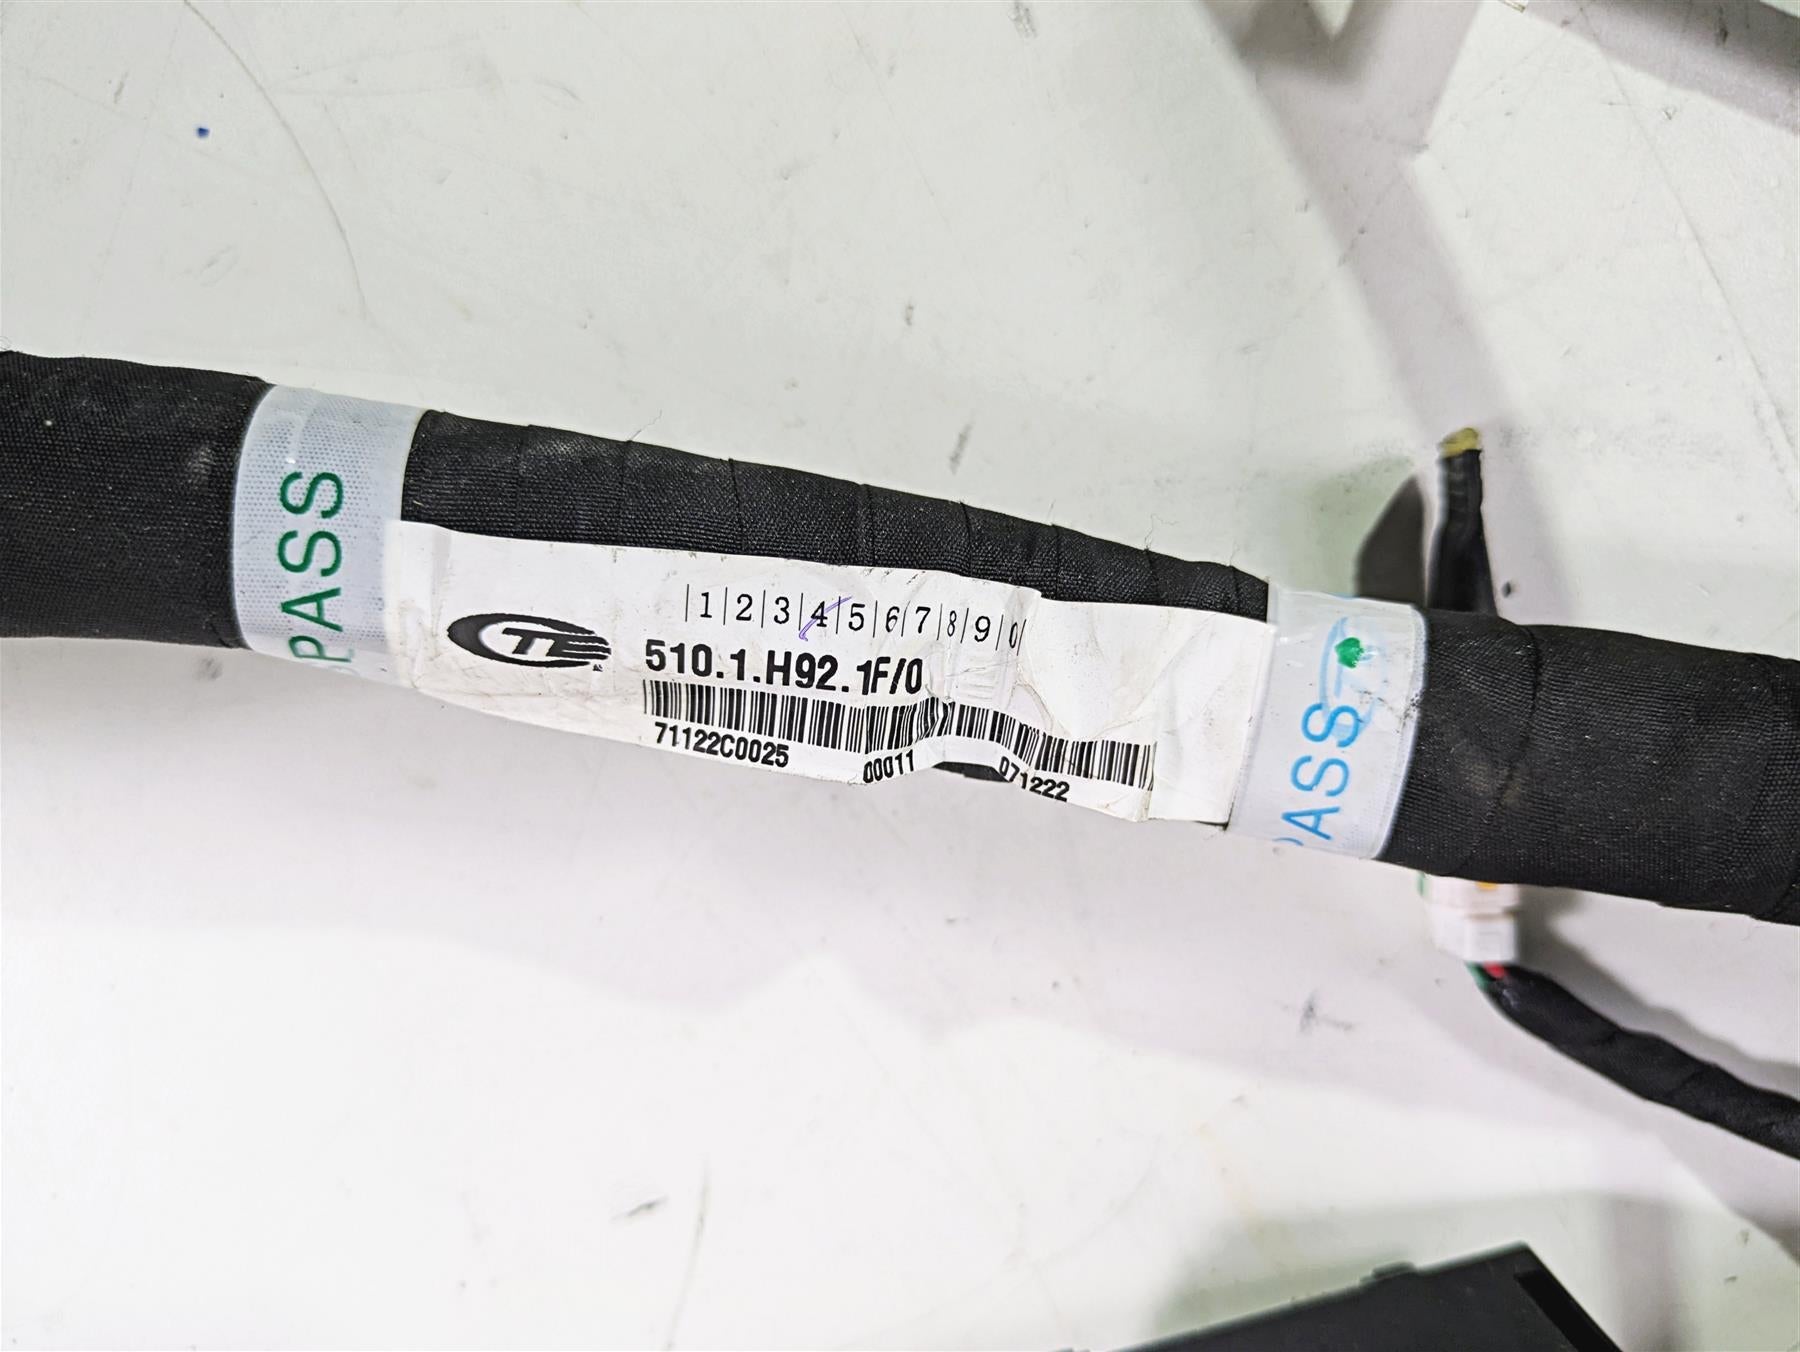 PASS
1 2 3 4 5 6 7 8 9 0
CTE
510.1.H92.1F/0
71122C0025 00011 071222
PASS